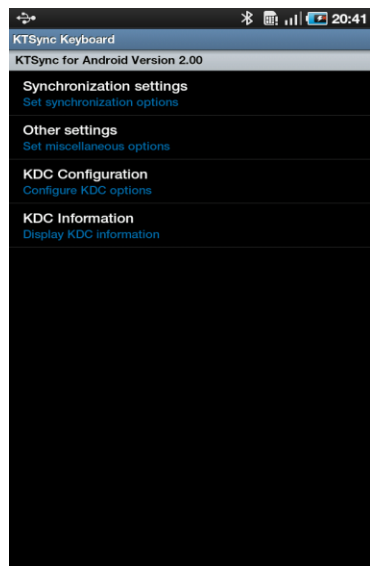 20:41
KTSync Keyboard
KTSync for Android Version 2.00
Synchronization settings
Set synchronization options
Other settings
Set miscellaneous options
KDC Configuration
Configure KDC options
KDC Information
Display KDC information